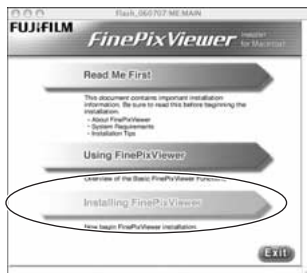 Flash_060707:ME:MAIN
FUJIFILM
FinePixViewer
Installer
for Macintosh
Read Me First
This document contains important installation
information. Be sure to read this before beginning the
installation.
- About FinePixViewer
- System Requirements
- Installation Tips
Using FinePixViewer
Overview of the Basic FinePixViewer Functions.
Installing FinePixViewer
Now begin FinePixViewer installation.
Exit